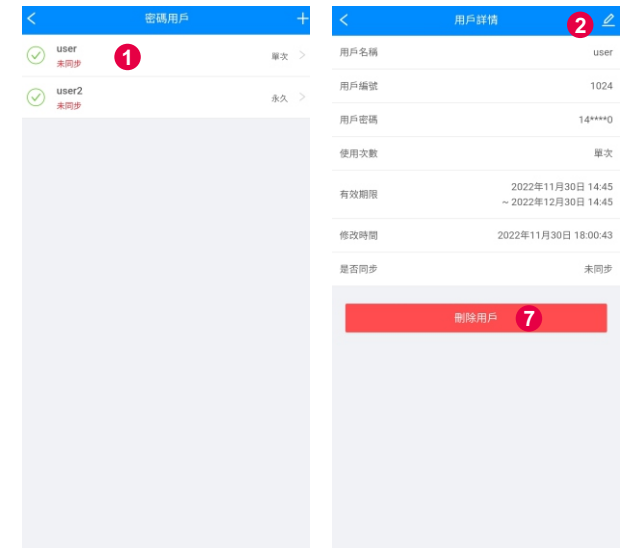 密碼用戶
user
未同步
1
單次
user2
未同步
永久
用戶詳情
2
用戶名稱 user
用戶編號 1024
用戶密碼 14****0
使用次數 單次
有效期限 2022年11月30日 14:45
~ 2022年12月30日 14:45
修改時間 2022年11月30日 18:00:43
是否同步 未同步
刪除用戶 7